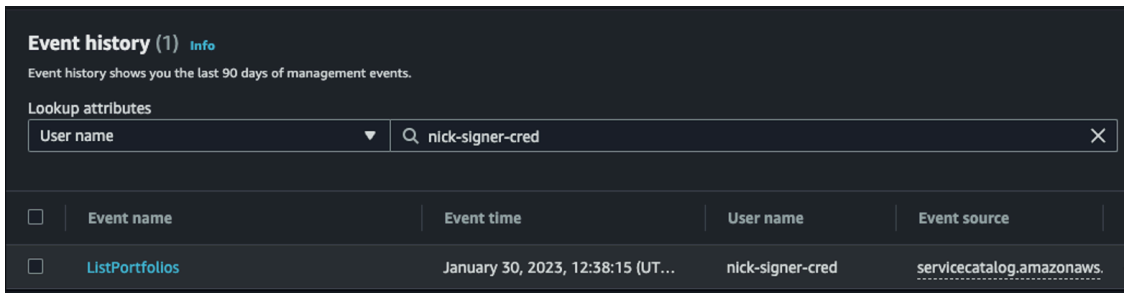 Event history (1) Info
Event history shows you the last 90 days of management events.
Lookup attributes
User name nick-signer-cred
Event name Event time User name Event source
ListPortfolios January 30, 2023, 12:38:15 (UT... nick-signer-cred servicecatalog.amazonaws.